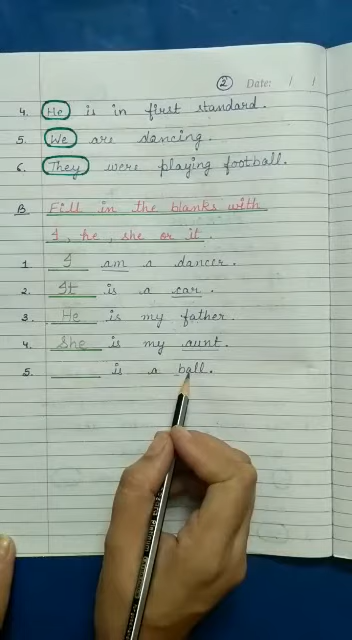 ② Date: / /
4. He is in first standard.
5. We are dancing.
6. They were playing football.
B Fill in the blanks with
I, he, she or it.
1 I am a dancer.
2. It is a car.
3. He is my father.
4. She is my aunt.
5. ______ is a ball.